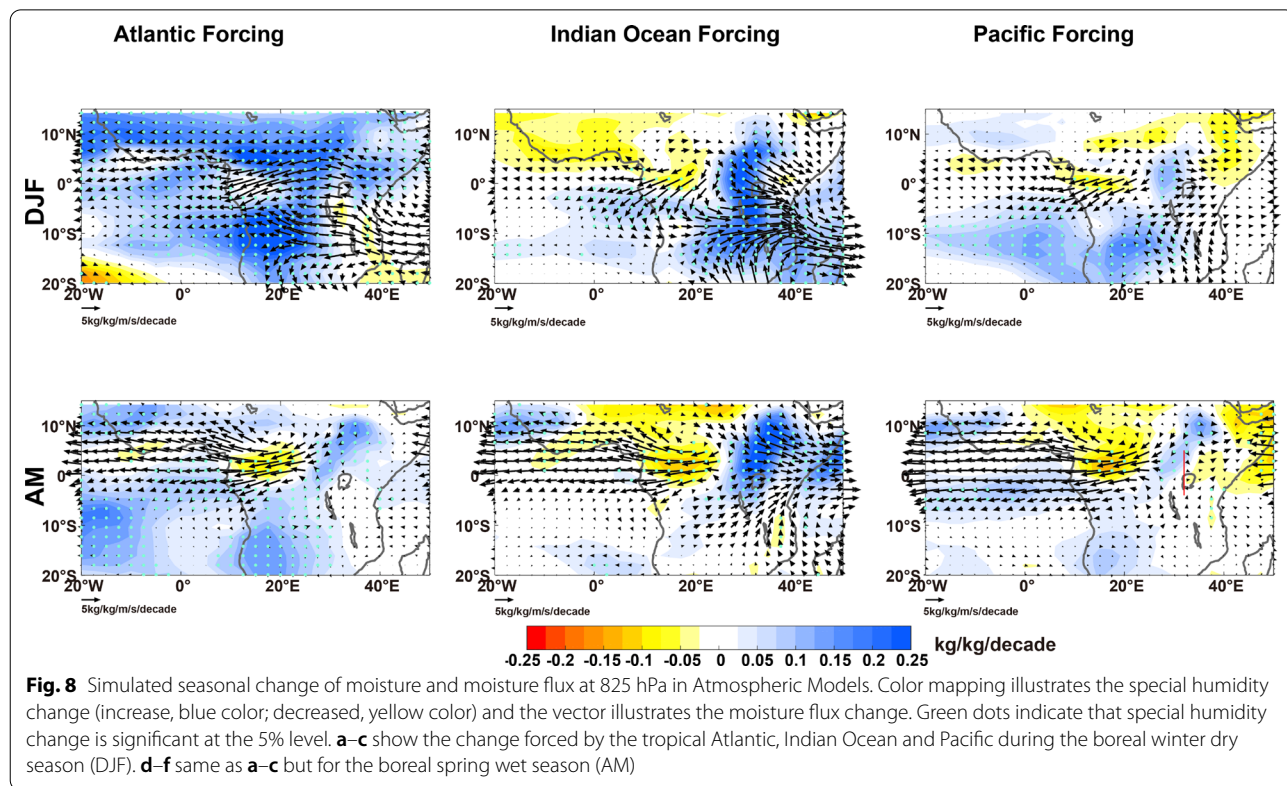 Atlantic Forcing Indian Ocean Forcing Pacific Forcing
DJF
10°N 10°N 10°N
0° 0° 0°
10°S 10°S 10°S
20°S 20°S 20°S
20°W 0° 20°E 40°E 20°W 0° 20°E 40°E 20°W 0° 20°E 40°E
5kg/kg/m/s/decade 5kg/kg/m/s/decade 5kg/kg/m/s/decade
AM
10°N 10°N 10°N
0° 0° 0°
10°S 10°S 10°S
20°S 20°S 20°S
20°W 0° 20°E 40°E 20°W 0° 20°E 40°E 20°W 0° 20°E 40°E
5kg/kg/m/s/decade 5kg/kg/m/s/decade 5kg/kg/m/s/decade
kg/kg/decade
-0.25 -0.2 -0.15 -0.1 -0.05 0 0.05 0.1 0.15 0.2 0.25
Fig. 8 Simulated seasonal change of moisture and moisture flux at 825 hPa in Atmospheric Models. Color mapping illustrates the special humidity
change (increase, blue color; decreased, yellow color) and the vector illustrates the moisture flux change. Green dots indicate that special humidity
change is significant at the 5% level. a–c show the change forced by the tropical Atlantic, Indian Ocean and Pacific during the boreal winter dry
season (DJF). d–f same as a–c but for the boreal spring wet season (AM)